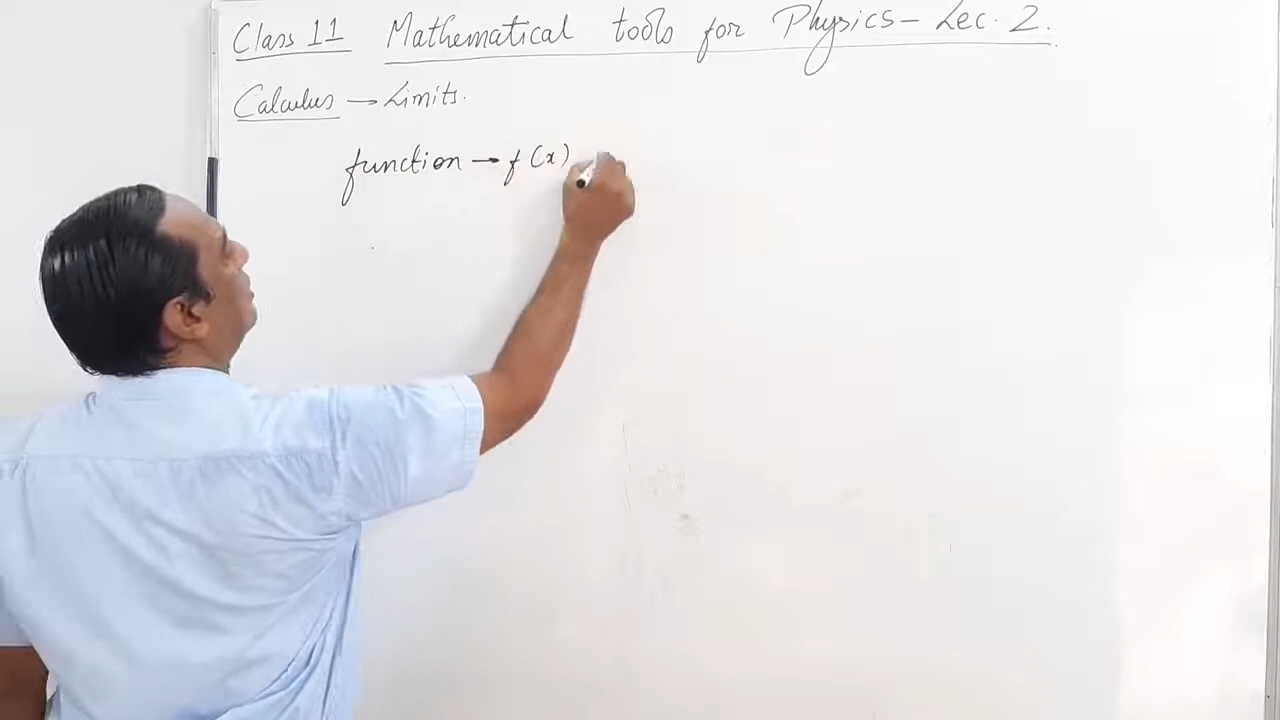 Class 11 Mathematical tools for Physics - Lec. 2.
Calculus → Limits.
function → f(x)